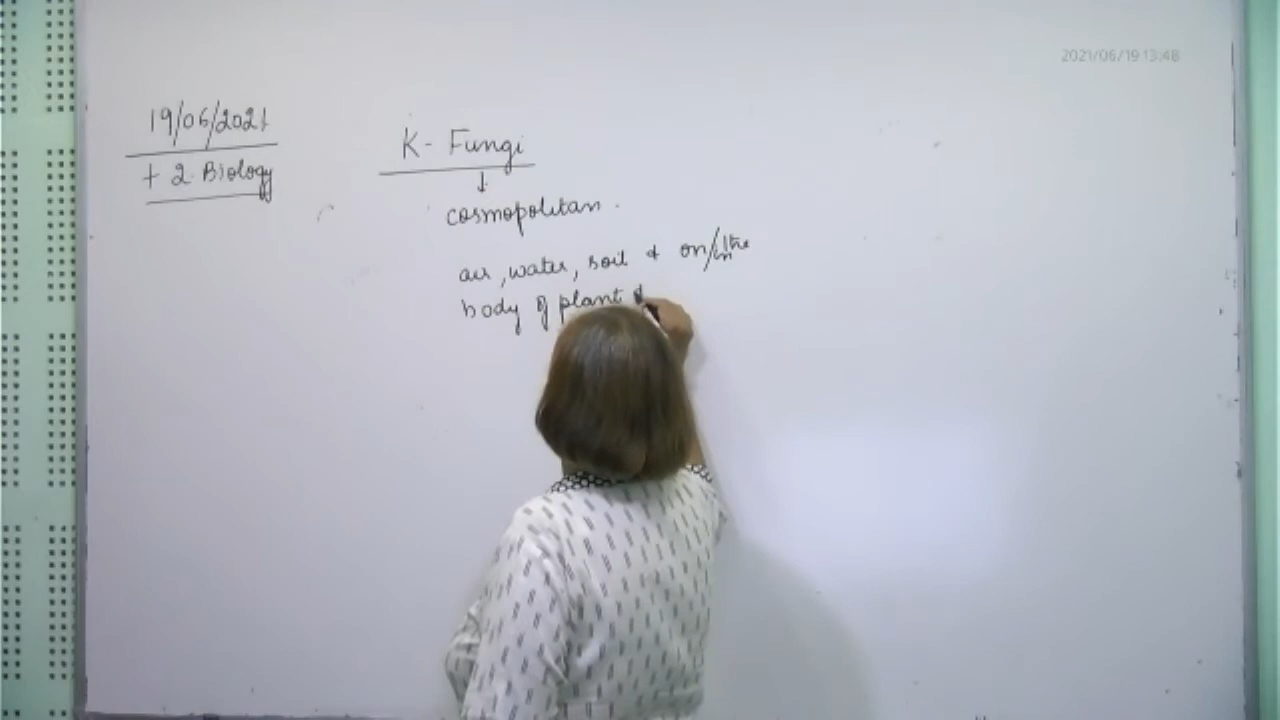 2021/06/19 13:48
19/06/2021
+ 2 Biology
K- Fungi
↓
cosmopolitan.
air, water, soil & on/in the
body of plant &